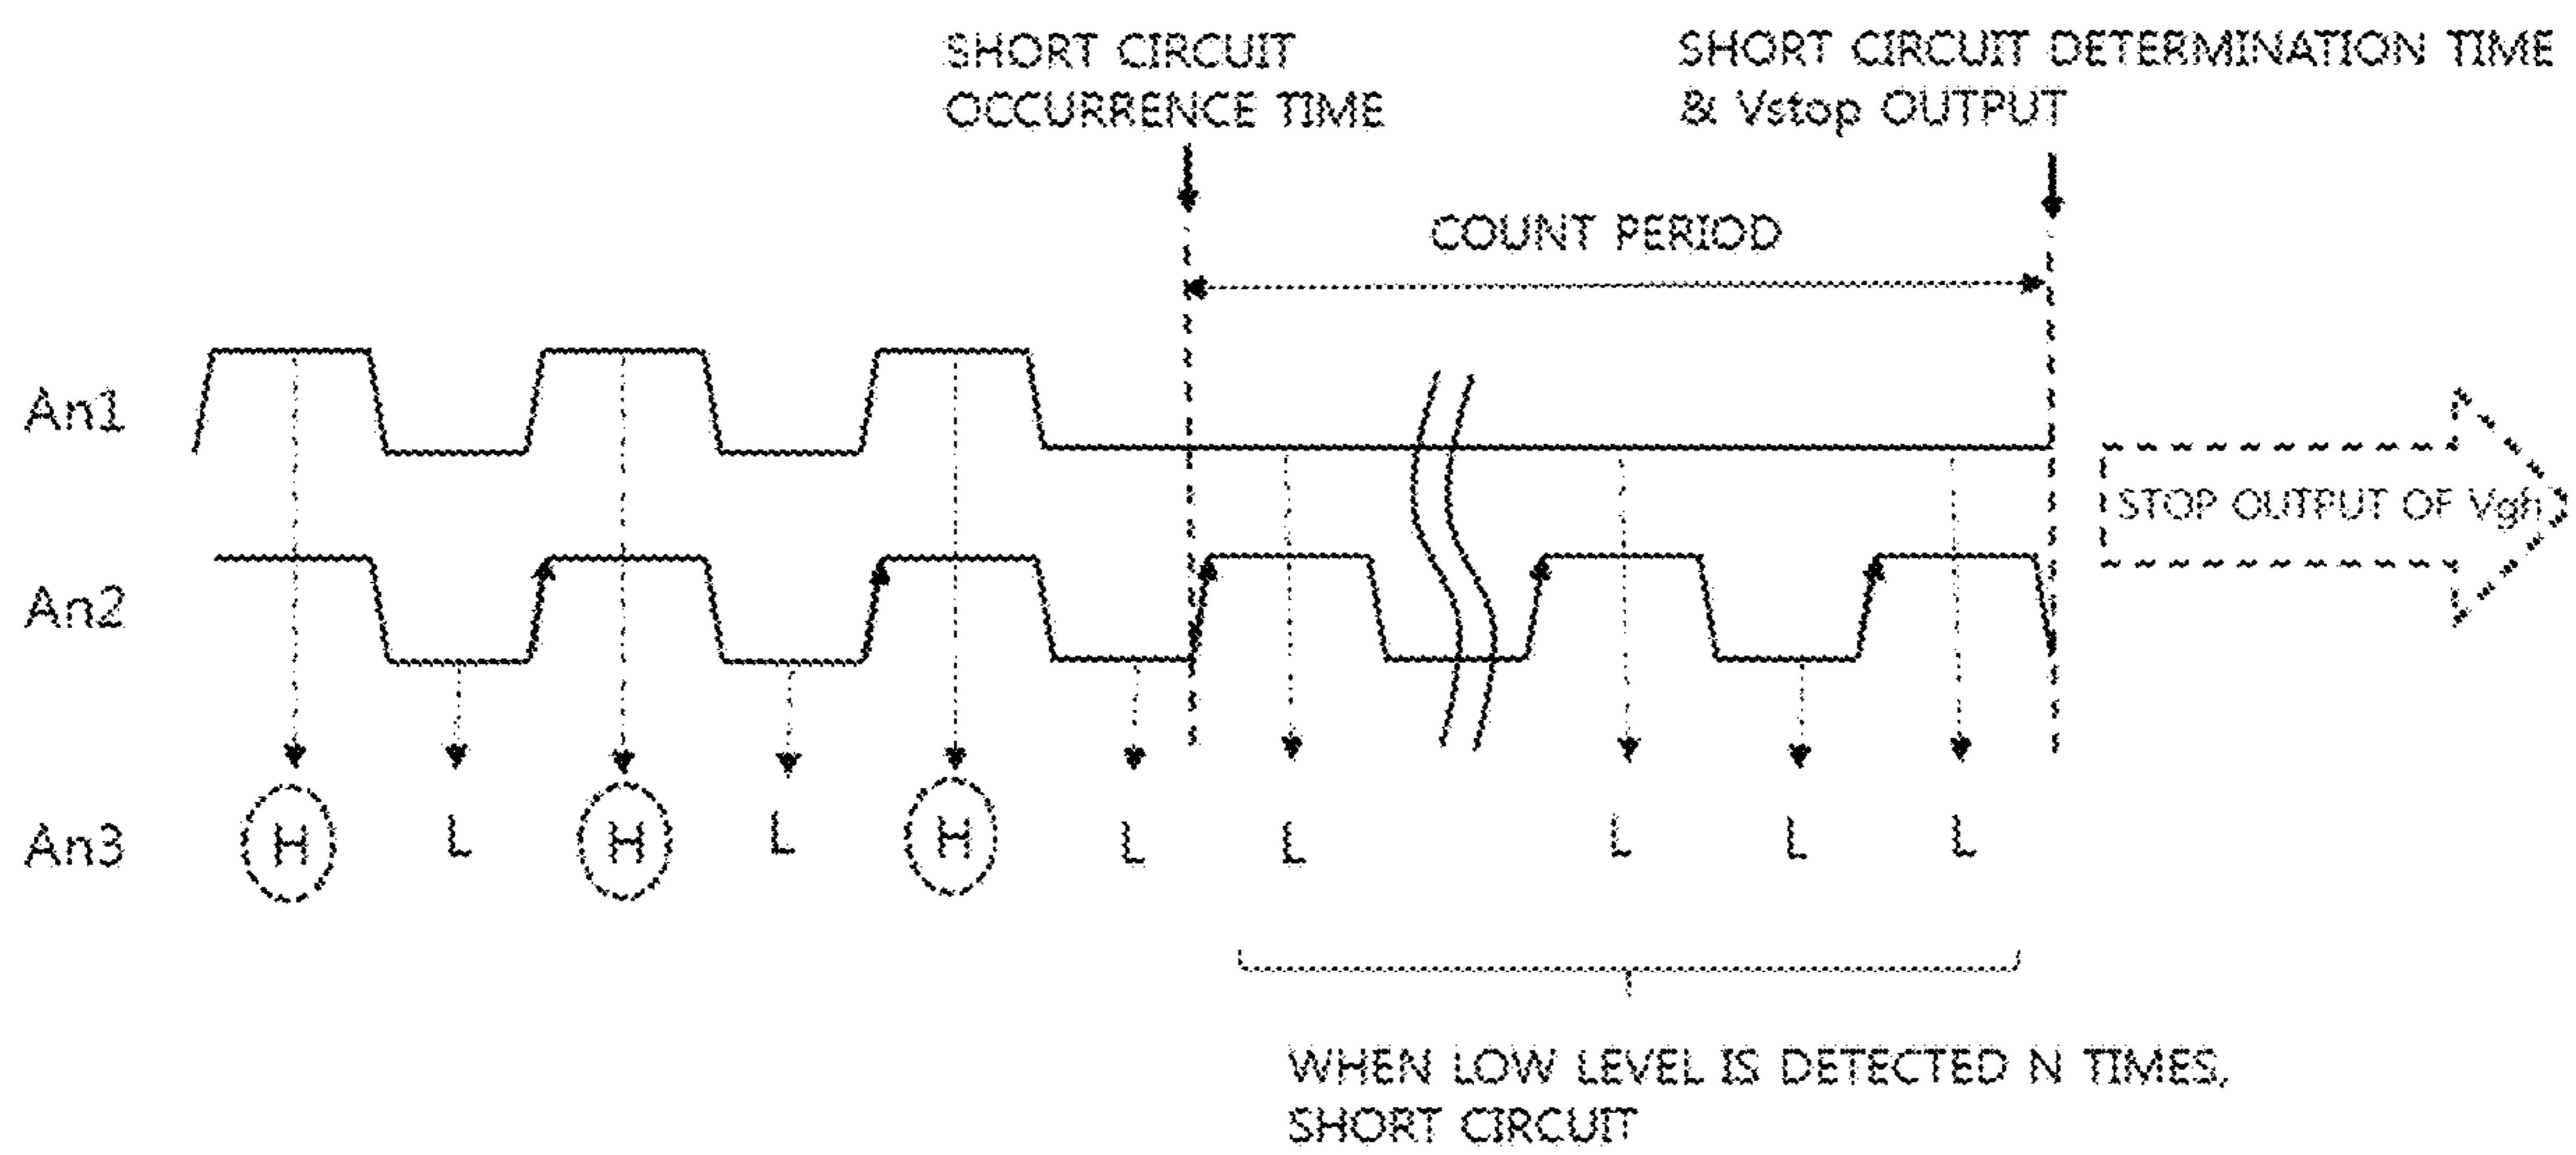 SHORT CIRCUIT
OCCURRENCE TIME
SHORT CIRCUIT DETERMINATION TIME
& Vstop OUTPUT
COUNT PERIOD
An1
STOP OUTPUT OF Vgh
An2
An3 H L H L H L L L L L
WHEN LOW LEVEL IS DETECTED N TIMES,
SHORT CIRCUIT